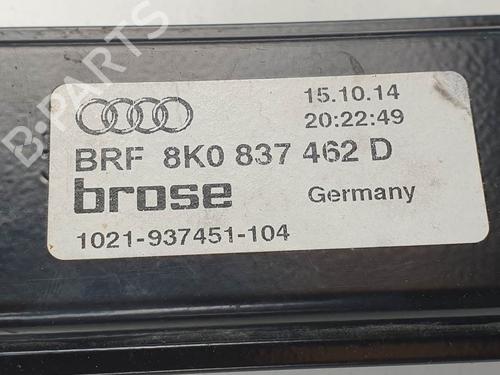 B-PARTS
15.10.14
20:22:49
BRF 8K0 837 462 D
brose Germany
1021-937451-104